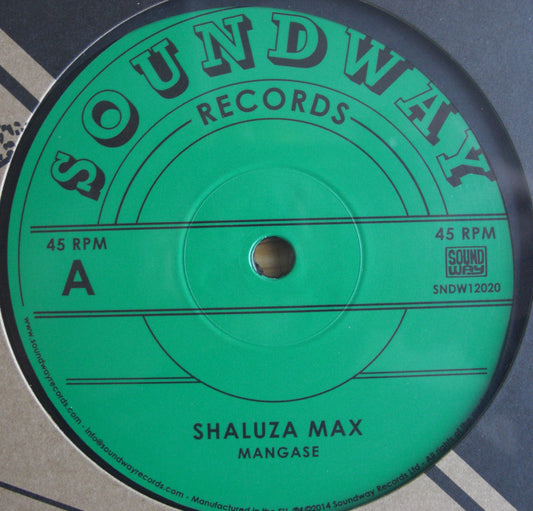 SOUNDWAY
RECORDS
45 RPM
A
45 RPM
SOUND
WAY
SNDW12020
SHALUZA MAX
MANGASE
www.soundwayrecords.com - info@soundwayrecords.com - Manufactured in the EU. ℗&©2014 Soundway Records Ltd - All